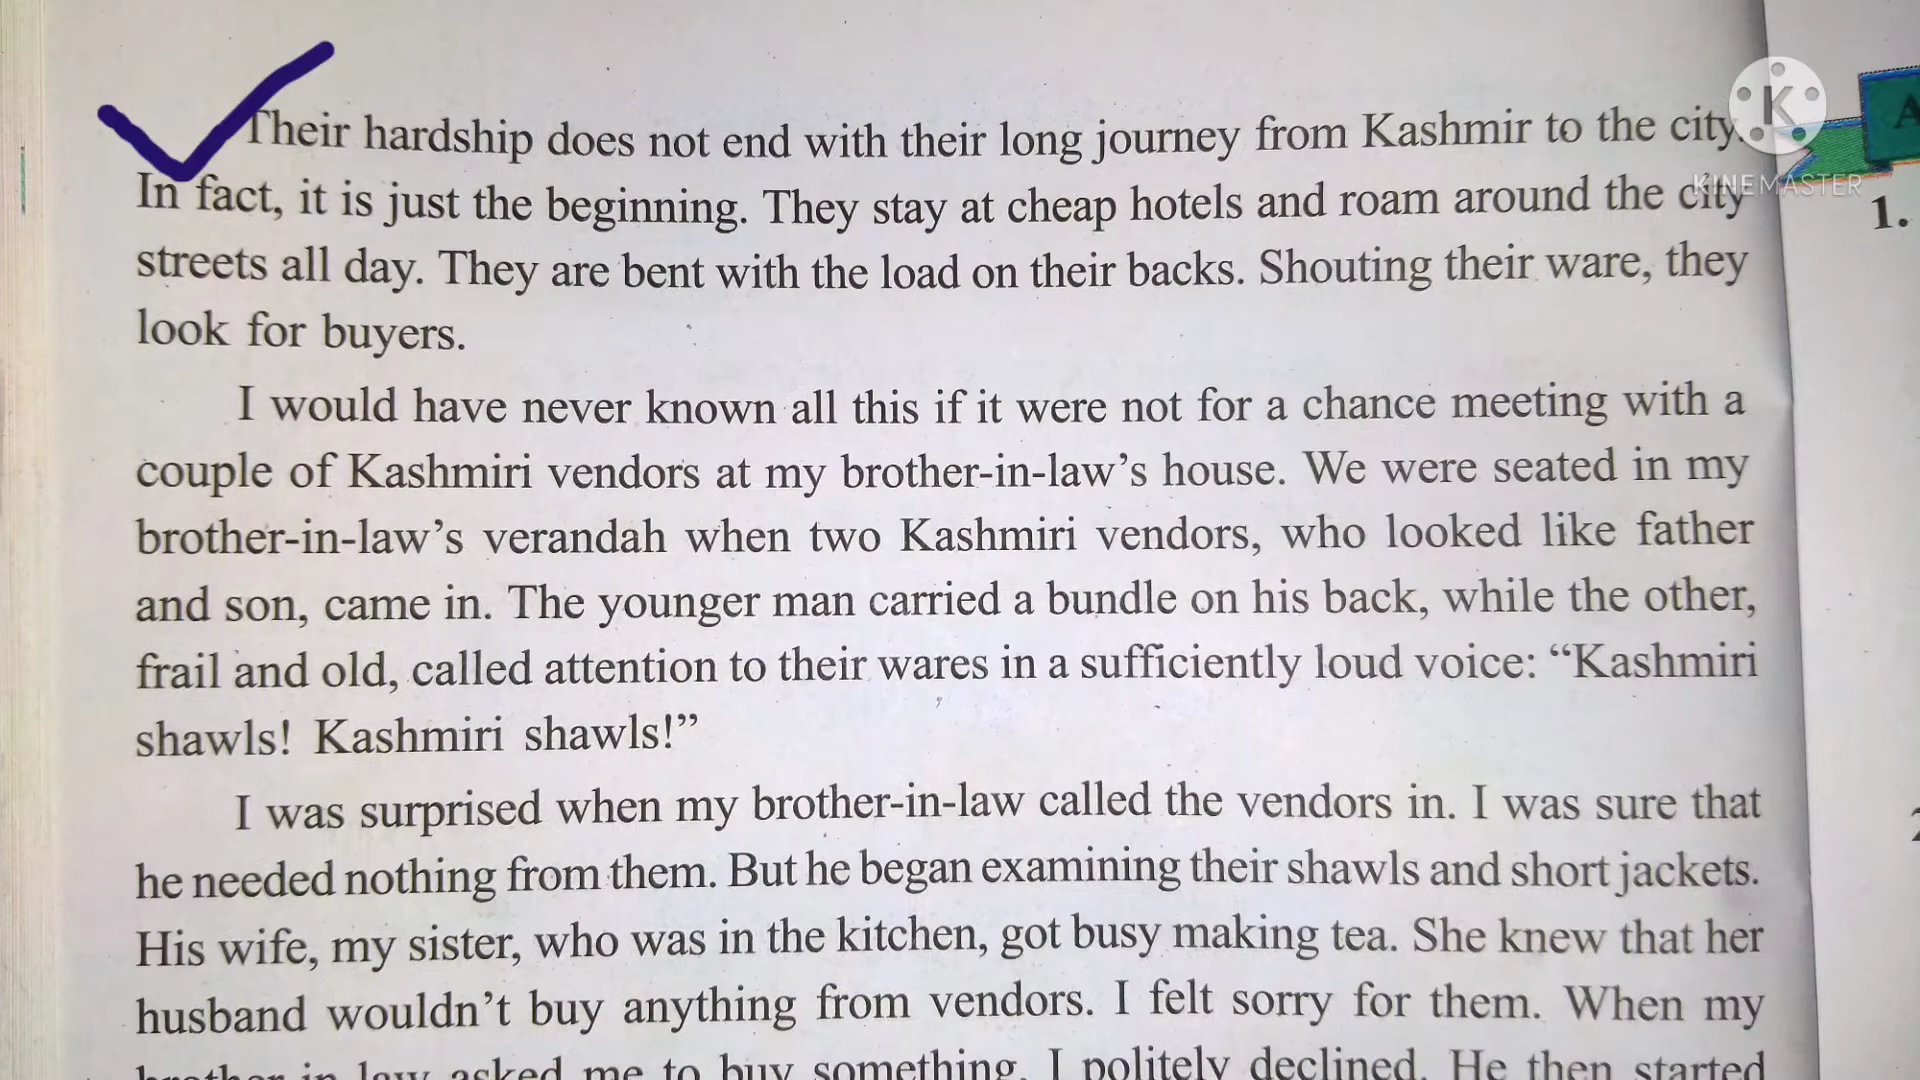 Their hardship does not end with their long journey from Kashmir to the city.
In fact, it is just the beginning. They stay at cheap hotels and roam around the city
streets all day. They are bent with the load on their backs. Shouting their ware, they
look for buyers.
I would have never known all this if it were not for a chance meeting with a
couple of Kashmiri vendors at my brother-in-law’s house. We were seated in my
brother-in-law’s verandah when two Kashmiri vendors, who looked like father
and son, came in. The younger man carried a bundle on his back, while the other,
frail and old, called attention to their wares in a sufficiently loud voice: “Kashmiri
shawls! Kashmiri shawls!”
I was surprised when my brother-in-law called the vendors in. I was sure that
he needed nothing from them. But he began examining their shawls and short jackets.
His wife, my sister, who was in the kitchen, got busy making tea. She knew that her
husband wouldn’t buy anything from vendors. I felt sorry for them. When my
brother-in-law asked me to buy something, I politely declined. He then started
K
KINEMASTER
A
1.